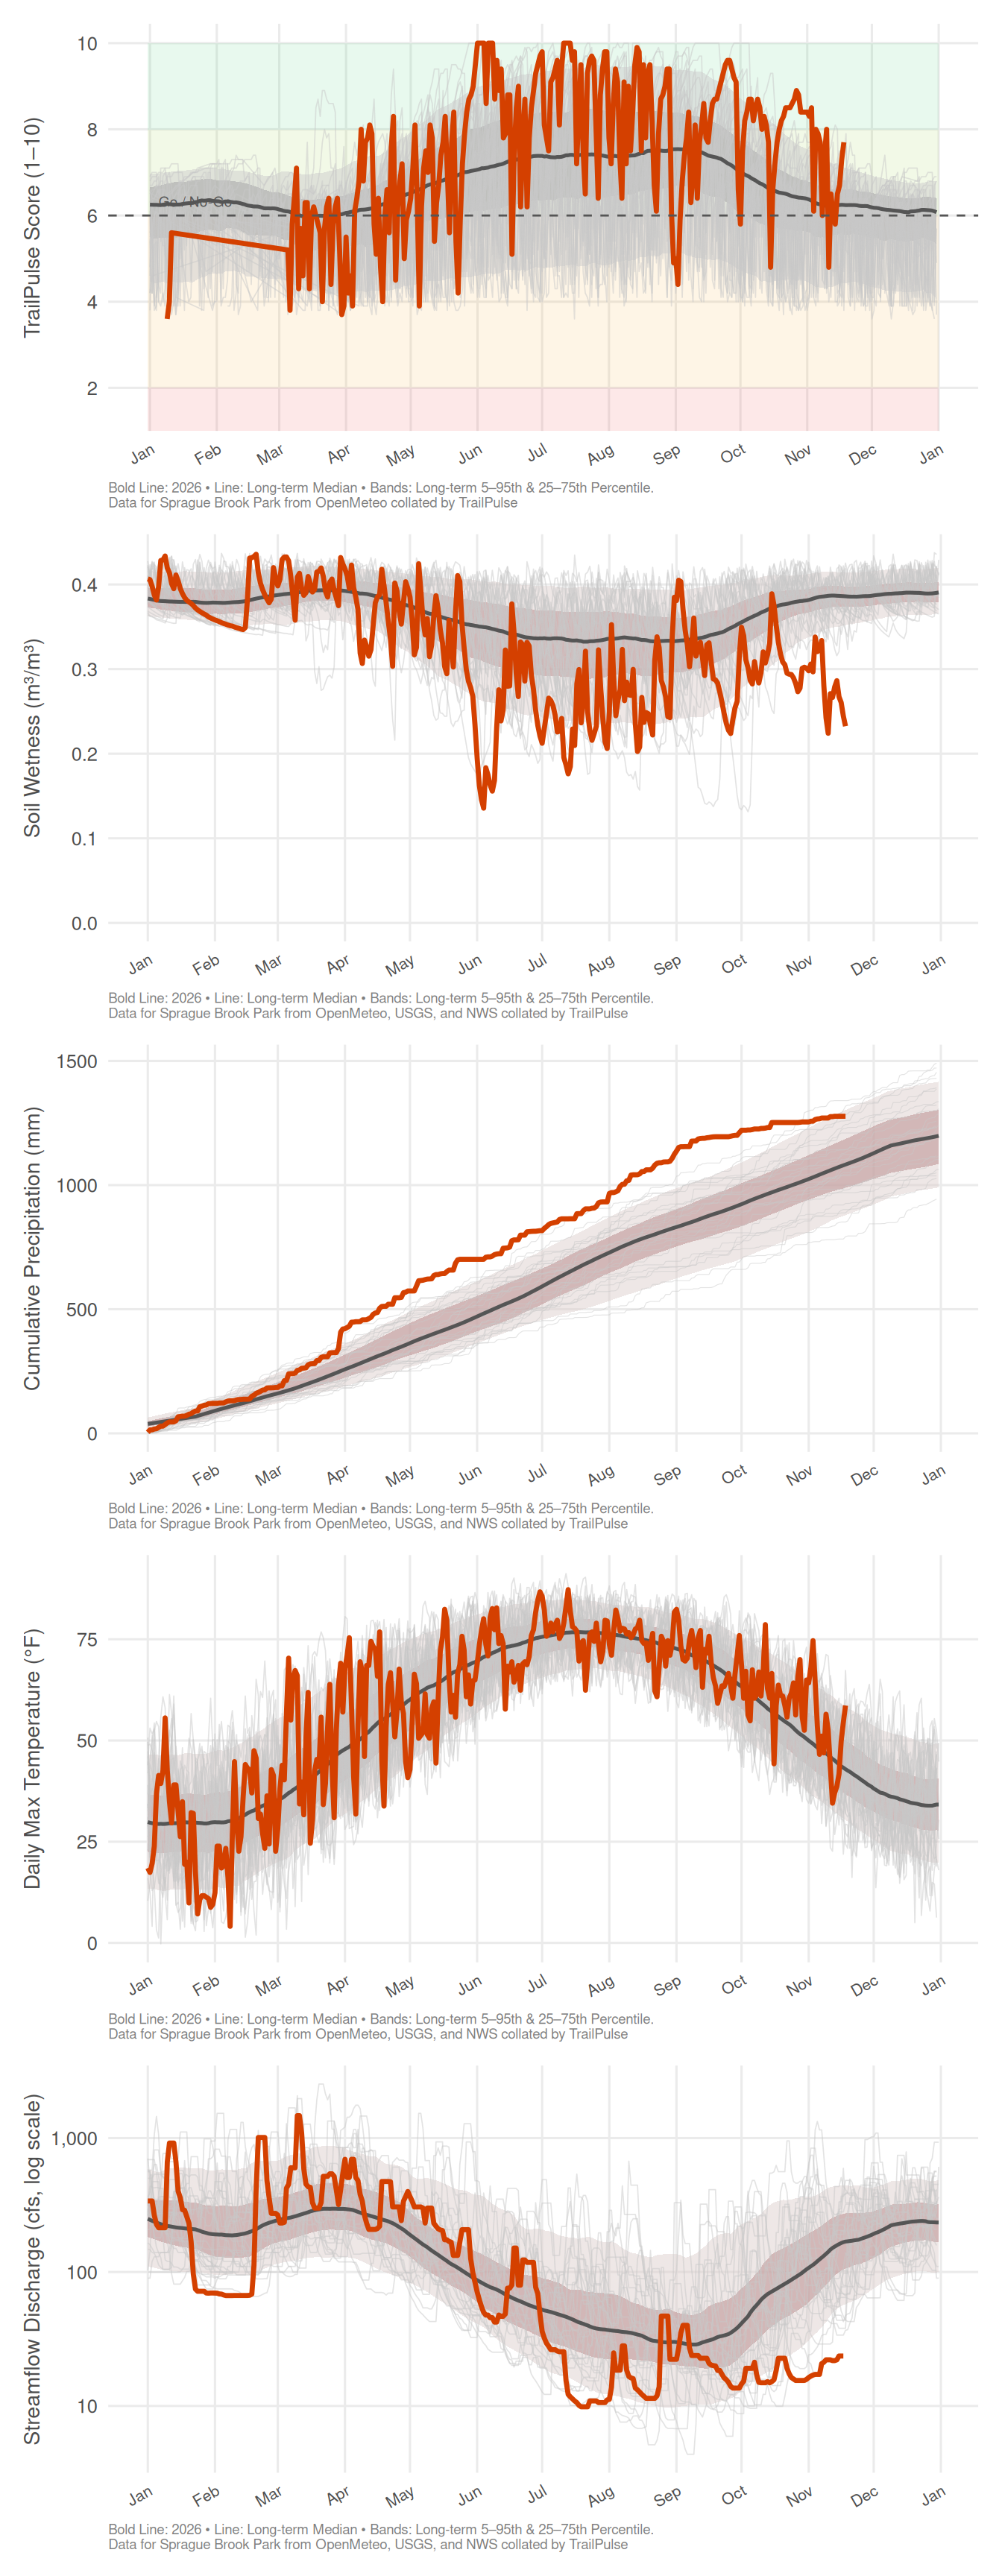 TrailPulse Score (1–10)
10
8
6
4
2
Go / No-Go
Jan
Feb
Mar
Apr
May
Jun
Jul
Aug
Sep
Oct
Nov
Dec
Jan
Bold Line: 2026 • Line: Long-term Median • Bands: Long-term 5–95th & 25–75th Percentile.
Data for Sprague Brook Park from OpenMeteo collated by TrailPulse
Soil Wetness (m³/m³)
0.4
0.3
0.2
0.1
0.0
Jan
Feb
Mar
Apr
May
Jun
Jul
Aug
Sep
Oct
Nov
Dec
Jan
Bold Line: 2026 • Line: Long-term Median • Bands: Long-term 5–95th & 25–75th Percentile.
Data for Sprague Brook Park from OpenMeteo, USGS, and NWS collated by TrailPulse
Cumulative Precipitation (mm)
1500
1000
500
0
Jan
Feb
Mar
Apr
May
Jun
Jul
Aug
Sep
Oct
Nov
Dec
Jan
Bold Line: 2026 • Line: Long-term Median • Bands: Long-term 5–95th & 25–75th Percentile.
Data for Sprague Brook Park from OpenMeteo, USGS, and NWS collated by TrailPulse
Daily Max Temperature (°F)
75
50
25
0
Jan
Feb
Mar
Apr
May
Jun
Jul
Aug
Sep
Oct
Nov
Dec
Jan
Bold Line: 2026 • Line: Long-term Median • Bands: Long-term 5–95th & 25–75th Percentile.
Data for Sprague Brook Park from OpenMeteo, USGS, and NWS collated by TrailPulse
Streamflow Discharge (cfs, log scale)
1,000
100
10
Jan
Feb
Mar
Apr
May
Jun
Jul
Aug
Sep
Oct
Nov
Dec
Jan
Bold Line: 2026 • Line: Long-term Median • Bands: Long-term 5–95th & 25–75th Percentile.
Data for Sprague Brook Park from OpenMeteo, USGS, and NWS collated by TrailPulse